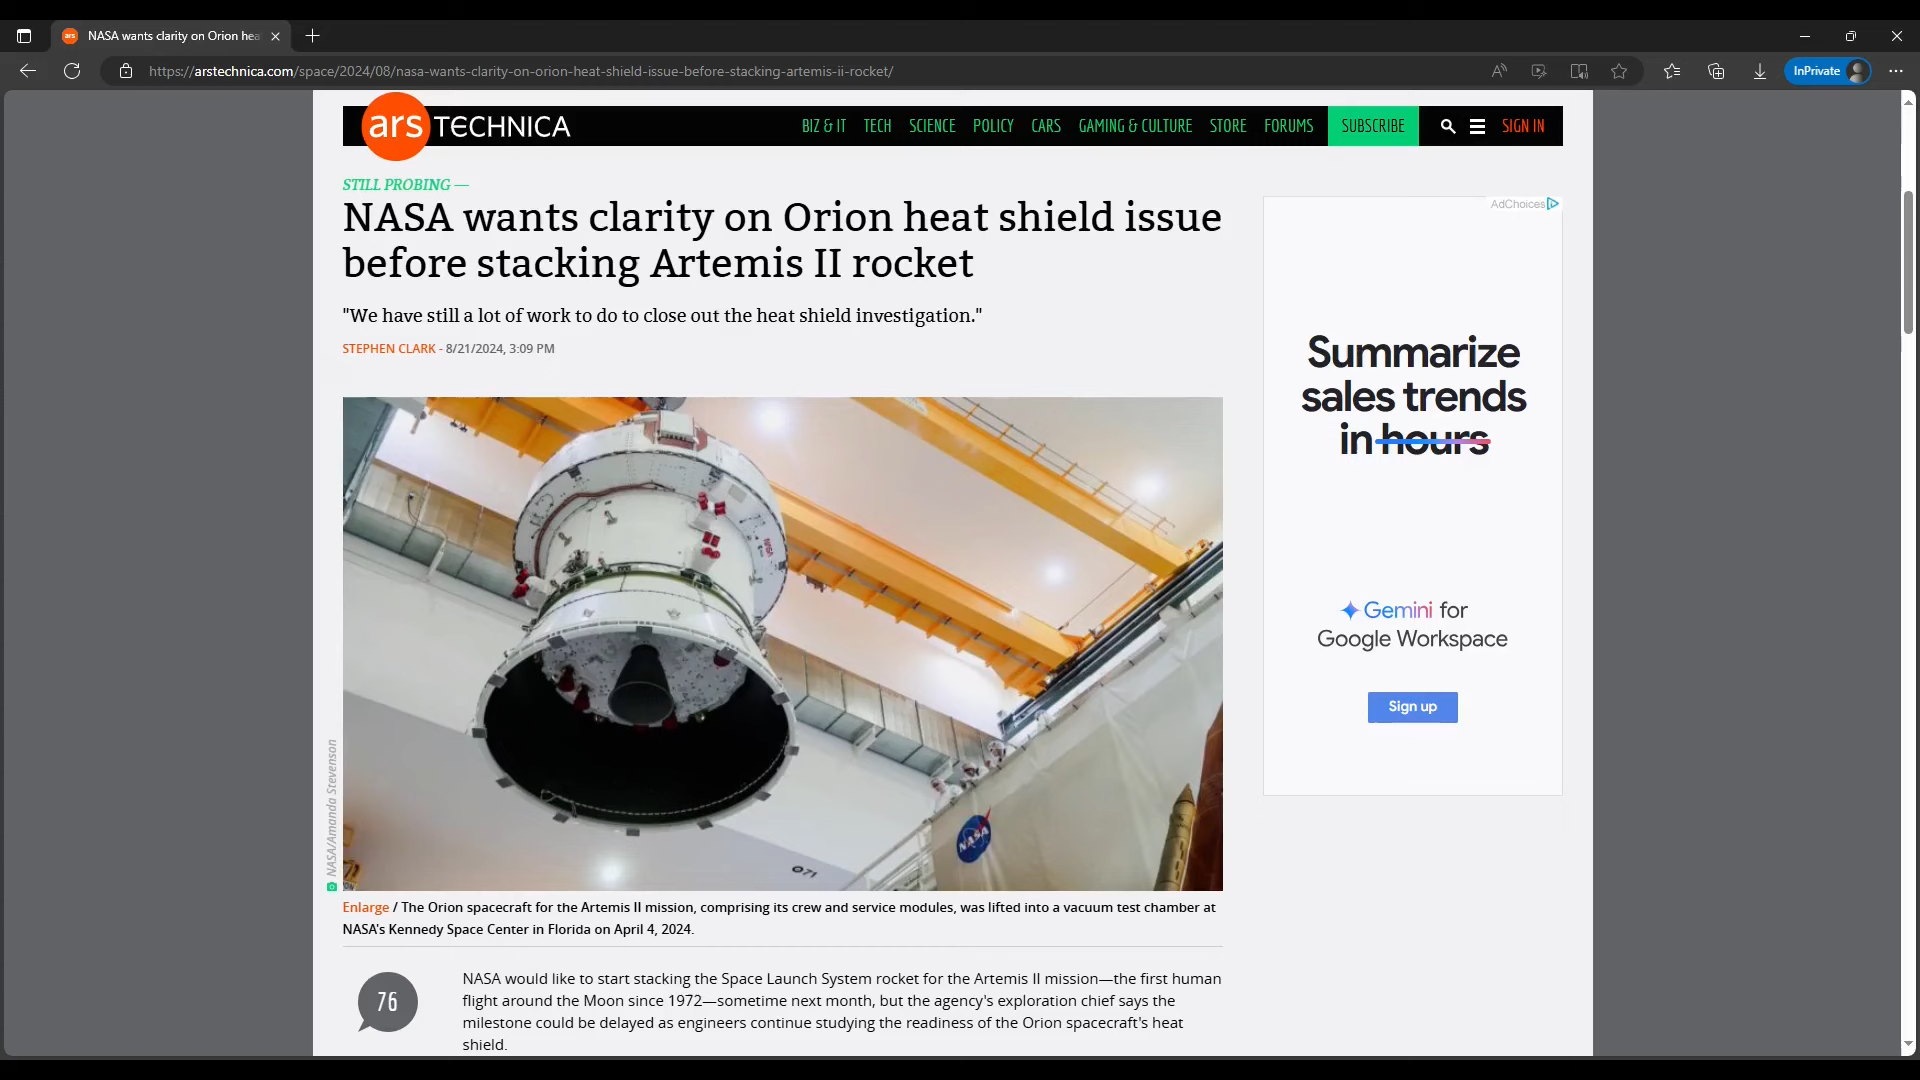 NASA wants clarity on Orion hea
https://arstechnica.com/space/2024/08/nasa-wants-clarity-on-orion-heat-shield-issue-before-stacking-artemis-ii-rocket/
InPrivate
ars TECHNICA
BIZ & IT TECH SCIENCE POLICY CARS GAMING & CULTURE STORE FORUMS SUBSCRIBE SIGN IN
STILL PROBING —
NASA wants clarity on Orion heat shield issue
before stacking Artemis II rocket
"We have still a lot of work to do to close out the heat shield investigation."
STEPHEN CLARK - 8/21/2024, 3:09 PM
NASA/Amanda Stevenson
NASA
NASA
Enlarge / The Orion spacecraft for the Artemis II mission, comprising its crew and service modules, was lifted into a vacuum test chamber at
NASA's Kennedy Space Center in Florida on April 4, 2024.
76
NASA would like to start stacking the Space Launch System rocket for the Artemis II mission—the first human
flight around the Moon since 1972—sometime next month, but the agency's exploration chief says the
milestone could be delayed as engineers continue studying the readiness of the Orion spacecraft's heat
shield.
AdChoices
Summarize
sales trends
in hours
Gemini for
Google Workspace
Sign up